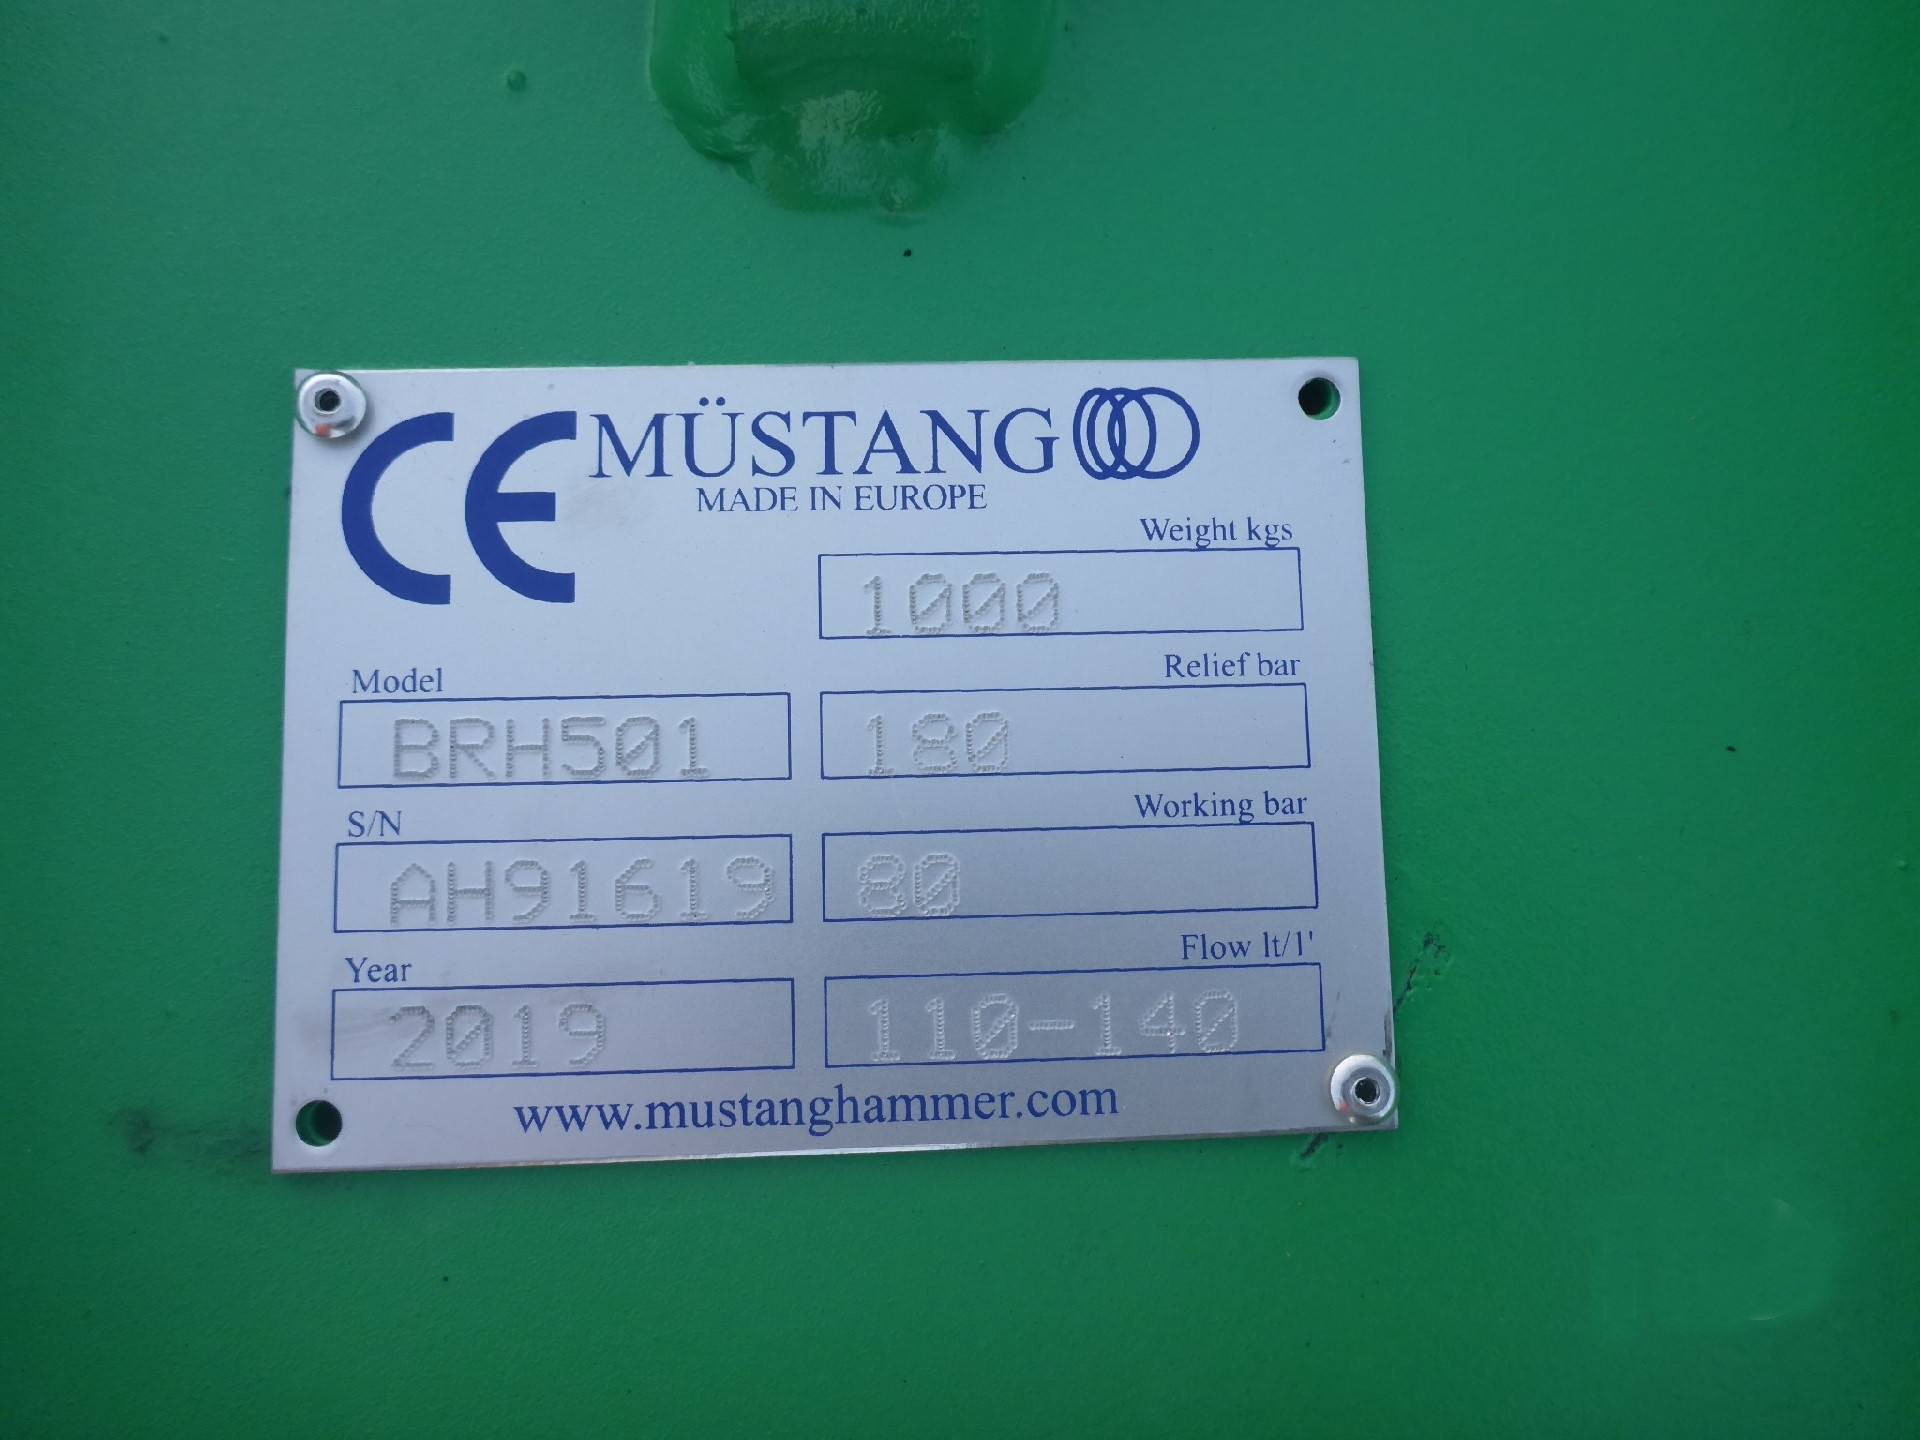 CE MÜSTANG
MADE IN EUROPE
Weight kgs
1000
Model
BRH501
Relief bar
180
S/N
AH91619
Working bar
80
Year
2019
Flow lt/1'
110-140
www.mustanghammer.com